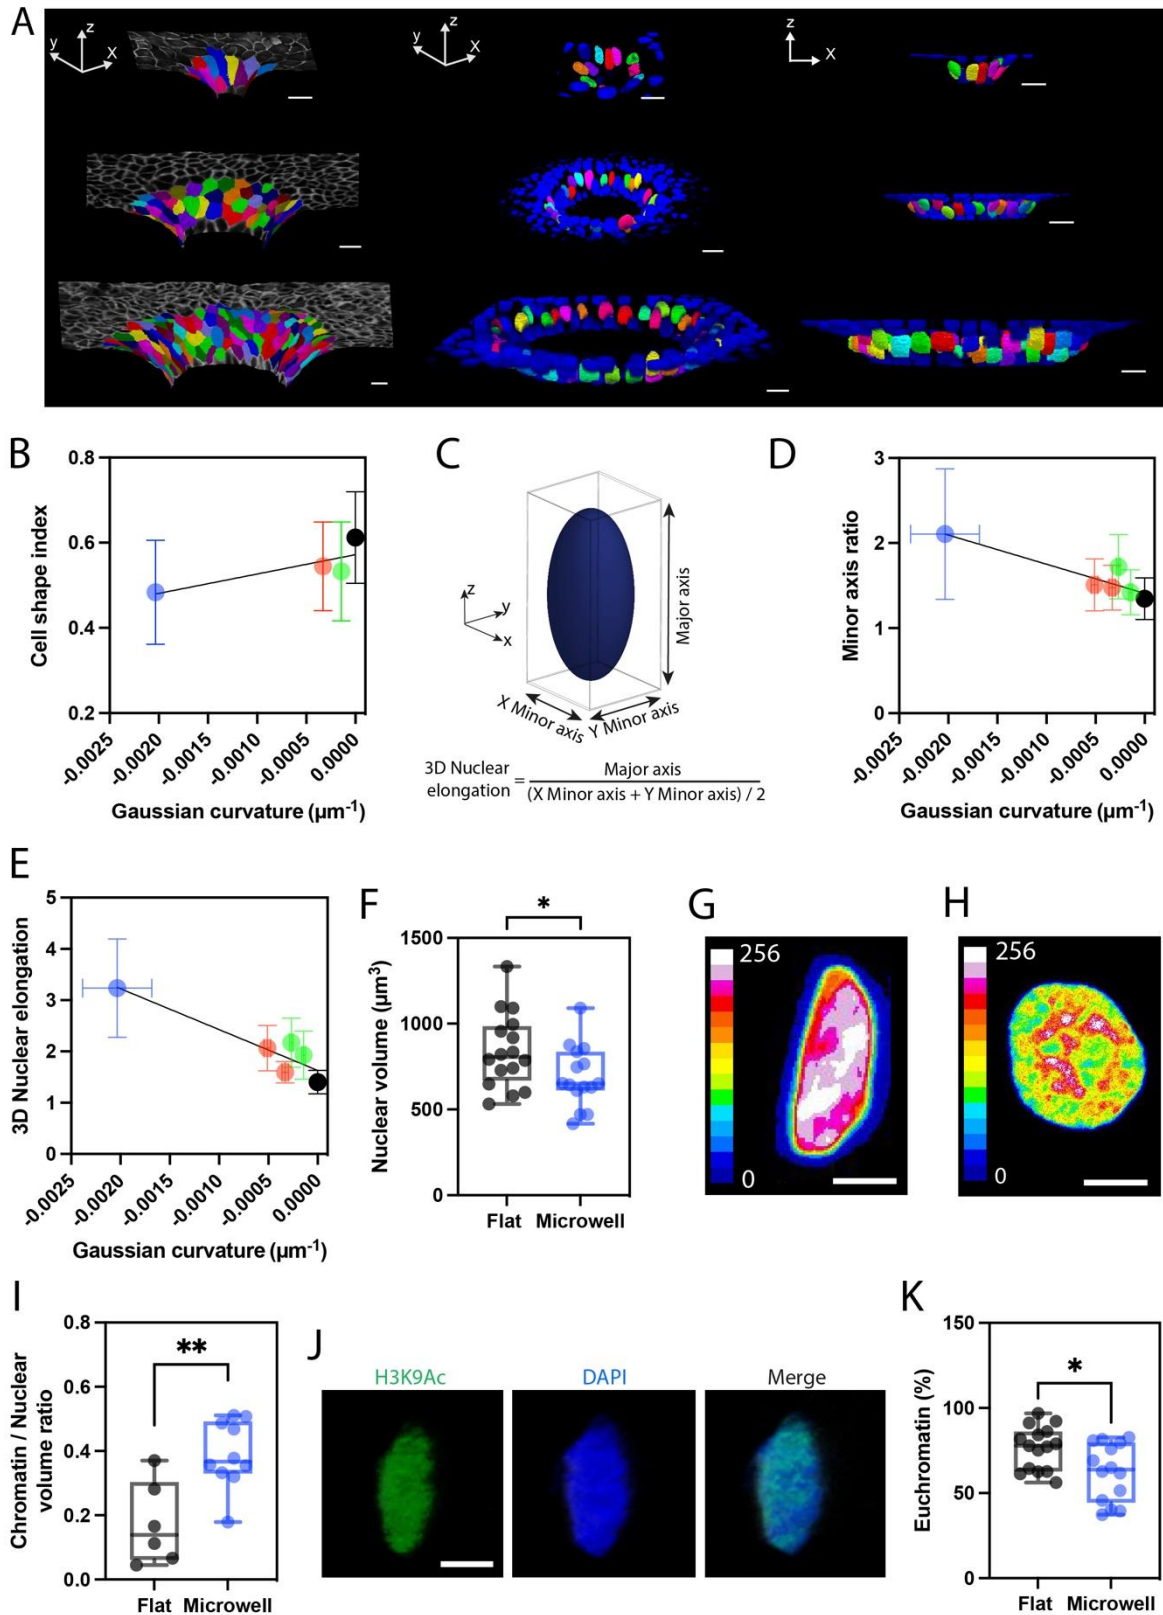 A
z
y
x
z
y
x
z
x
B
0.8
0.6
0.4
0.2
Cell shape index
-0.0025
-0.0020
-0.0015
-0.0010
-0.0005
0.0000
Gaussian curvature (µm-1)
C
z
y
x
Major axis
X Minor axis
Y Minor axis
3D Nuclear elongation = Major axis
(X Minor axis + Y Minor axis) / 2
D
3
2
1
0
Minor axis ratio
-0.0025
-0.0020
-0.0015
-0.0010
-0.0005
0.0000
Gaussian curvature (µm-1)
E
5
4
3
2
1
0
3D Nuclear elongation
-0.0025
-0.0020
-0.0015
-0.0010
-0.0005
0.0000
Gaussian curvature (µm-1)
F
*
1500
1000
500
0
Nuclear volume (µm3)
Flat Microwell
G
256
0
H
256
0
I
**
0.8
0.6
0.4
0.2
0.0
Chromatin / Nuclear
volume ratio
Flat Microwell
J
H3K9Ac DAPI Merge
K
*
150
100
50
0
Euchromatin (%)
Flat Microwell